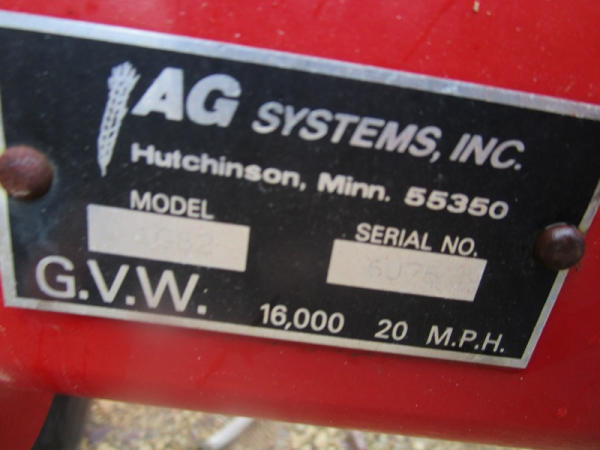 AG SYSTEMS, INC.
Hutchinson, Minn. 55350
MODEL
SERIAL NO.
G.V.W. 16,000 20 M.P.H.